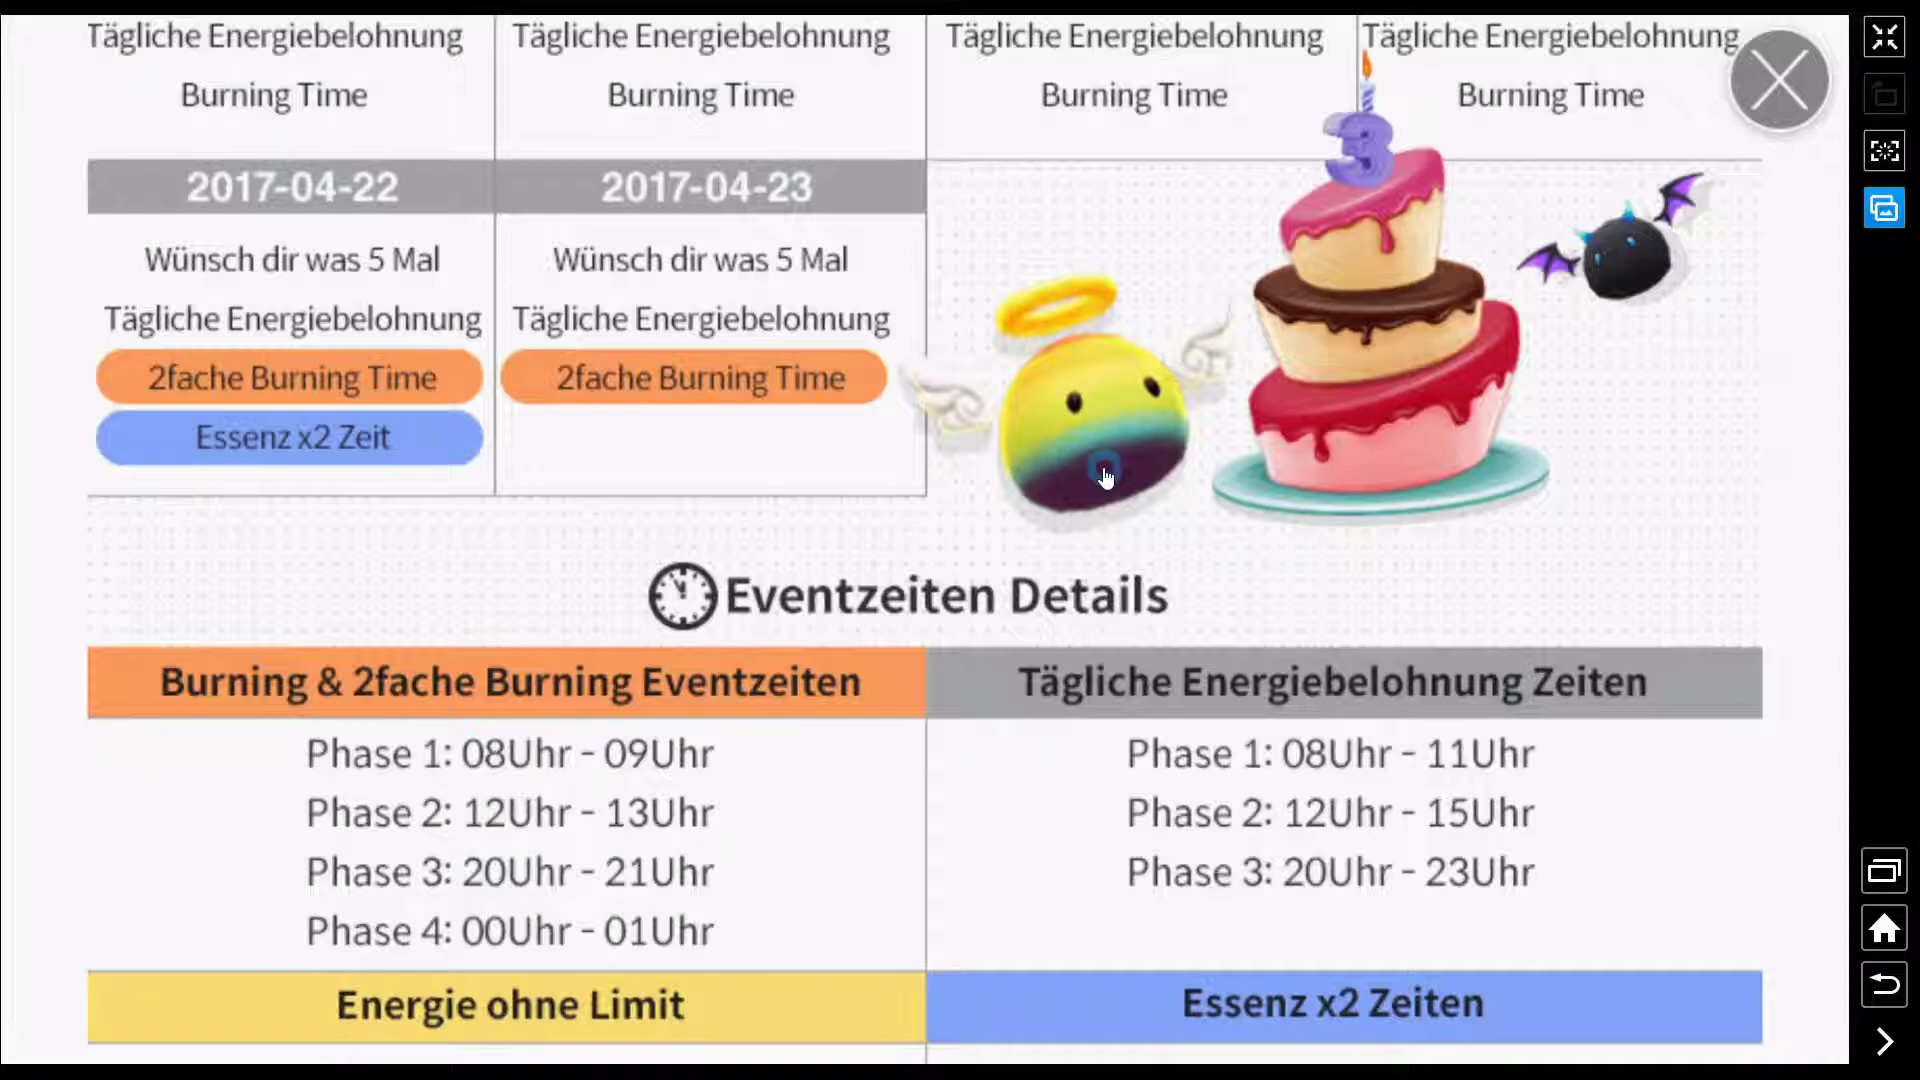 Tägliche Energiebelohnung Tägliche Energiebelohnung Tägliche Energiebelohnung Tägliche Energiebelohnung
Burning Time Burning Time Burning Time Burning Time
3
2017-04-22 2017-04-23
Wünsch dir was 5 Mal Wünsch dir was 5 Mal
Tägliche Energiebelohnung Tägliche Energiebelohnung
2fache Burning Time 2fache Burning Time
Essenz x2 Zeit
Eventzeiten Details
Burning & 2fache Burning Eventzeiten Tägliche Energiebelohnung Zeiten
Phase 1: 08Uhr - 09Uhr Phase 1: 08Uhr - 11Uhr
Phase 2: 12Uhr - 13Uhr Phase 2: 12Uhr - 15Uhr
Phase 3: 20Uhr - 21Uhr Phase 3: 20Uhr - 23Uhr
Phase 4: 00Uhr - 01Uhr
Energie ohne Limit Essenz x2 Zeiten